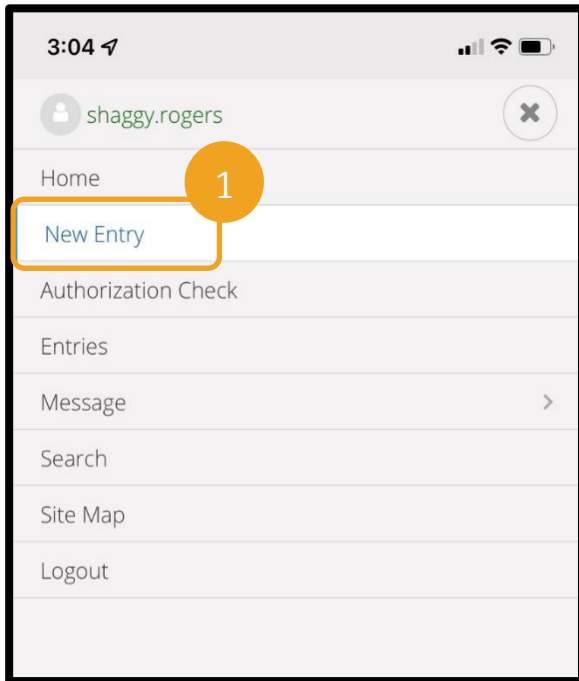 3:04
shaggy.rogers
Home
1
New Entry
Authorization Check
Entries
Message
Search
Site Map
Logout